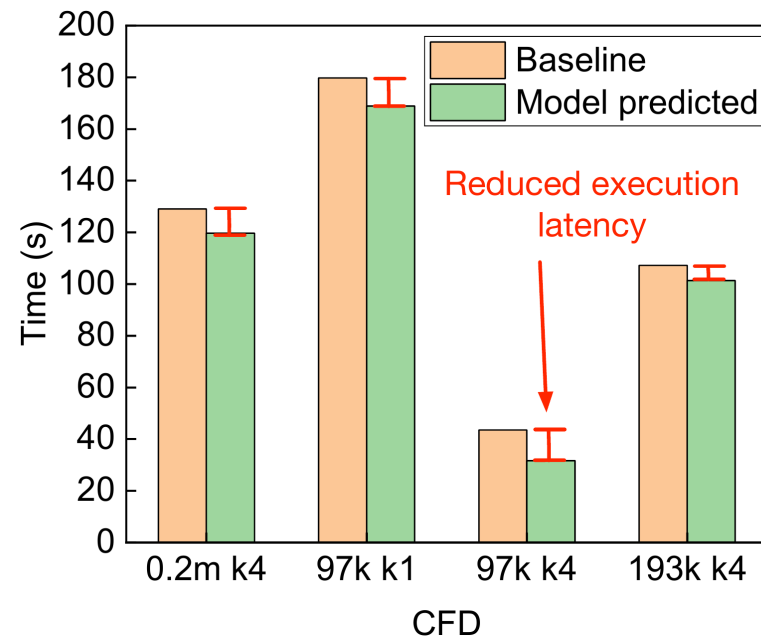 200
180
160
140
120
100
80
60
40
20
0
Time (s)
Baseline
Model predicted
Reduced execution
latency
0.2m k4 97k k1 97k k4 193k k4
CFD